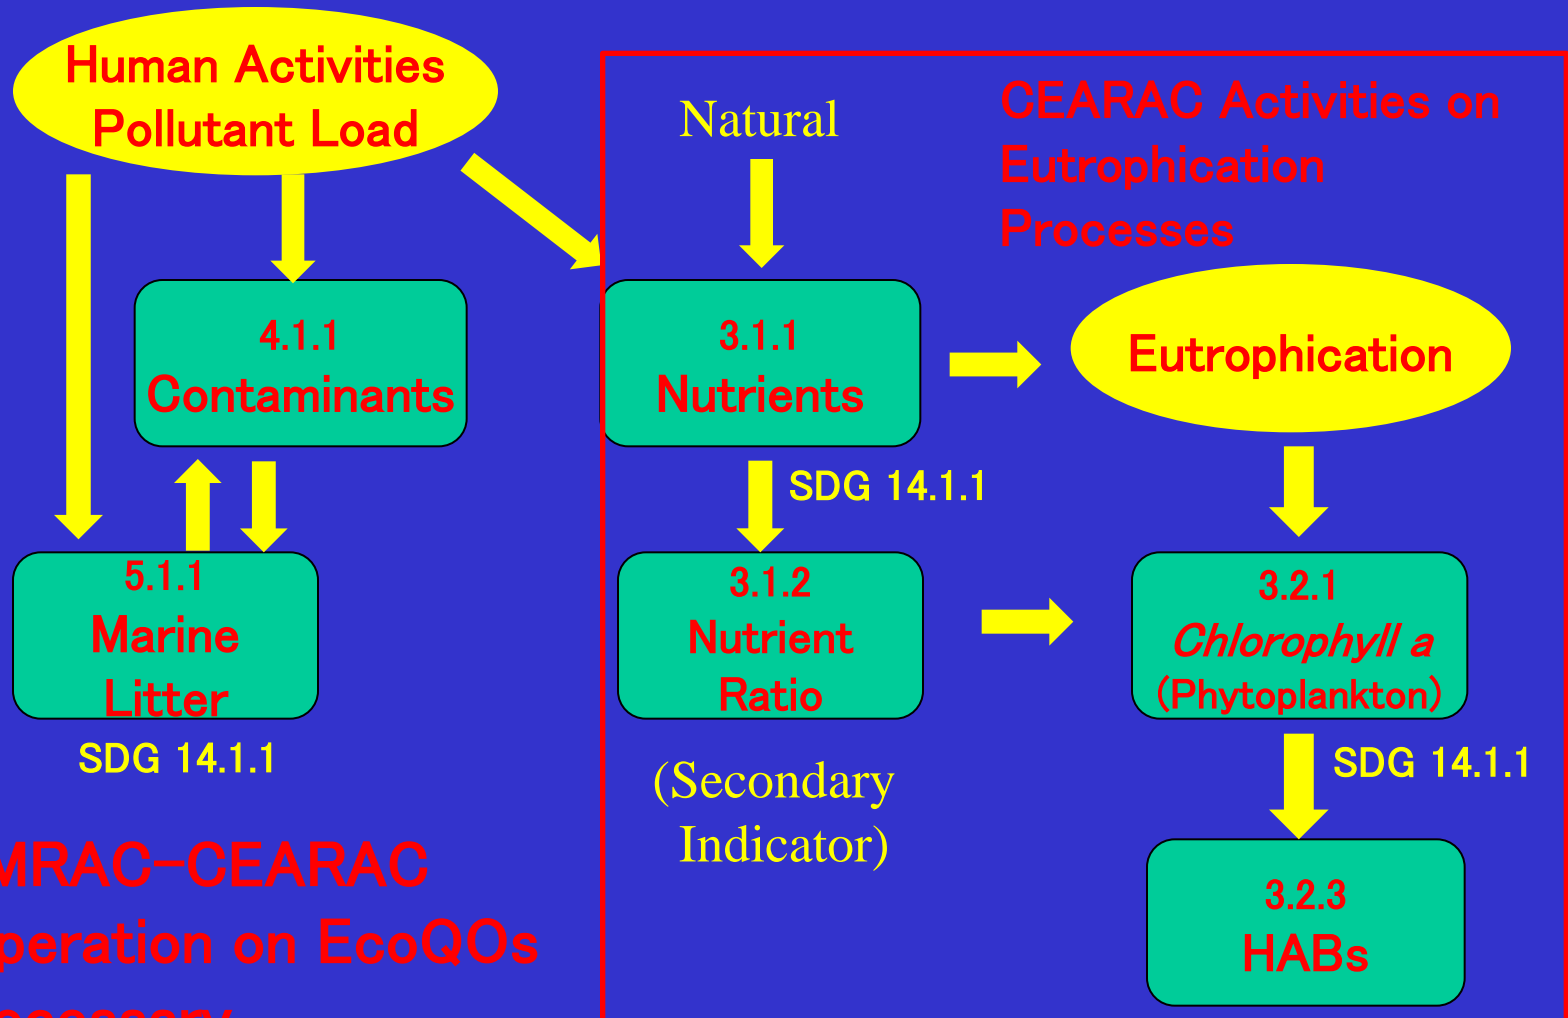 Human Activities
Pollutant Load
Natural
CEARAC Activities on
Eutrophication
Processes
4.1.1
Contaminants
3.1.1
Nutrients
Eutrophication
SDG 14.1.1
5.1.1
Marine
Litter
SDG 14.1.1
3.1.2
Nutrient
Ratio
(Secondary
Indicator)
3.2.1
Chlorophyll a
(Phytoplankton)
SDG 14.1.1
3.2.3
HABs
MRAC-CEARAC
peration on EcoQOs